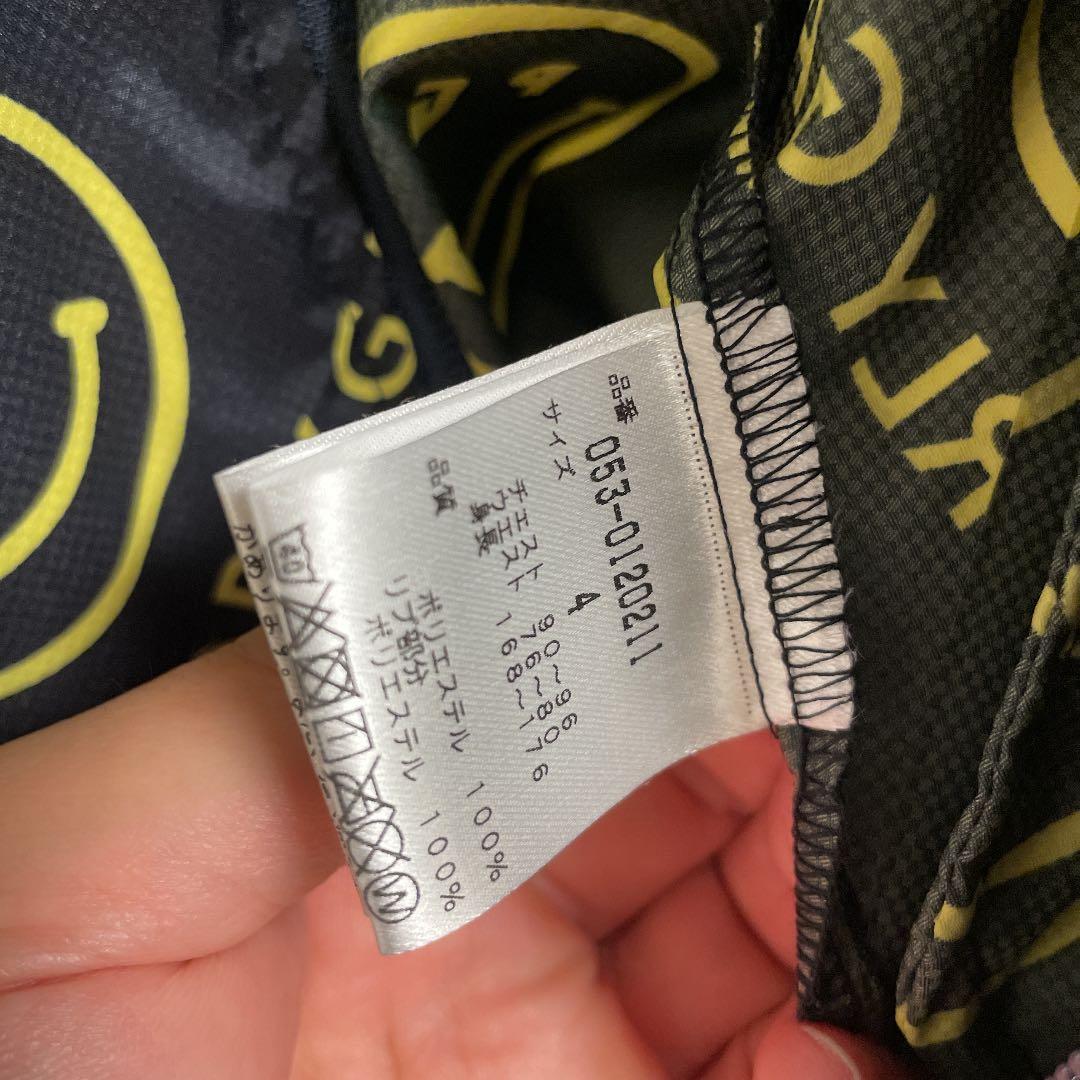 品番 053-0120211
サイズ 4
チェスト 90~96
ウエスト 76~80
身長 168~176
品質
ポリエステル 100%
リブ部分
ポリエステル 100%
40
W